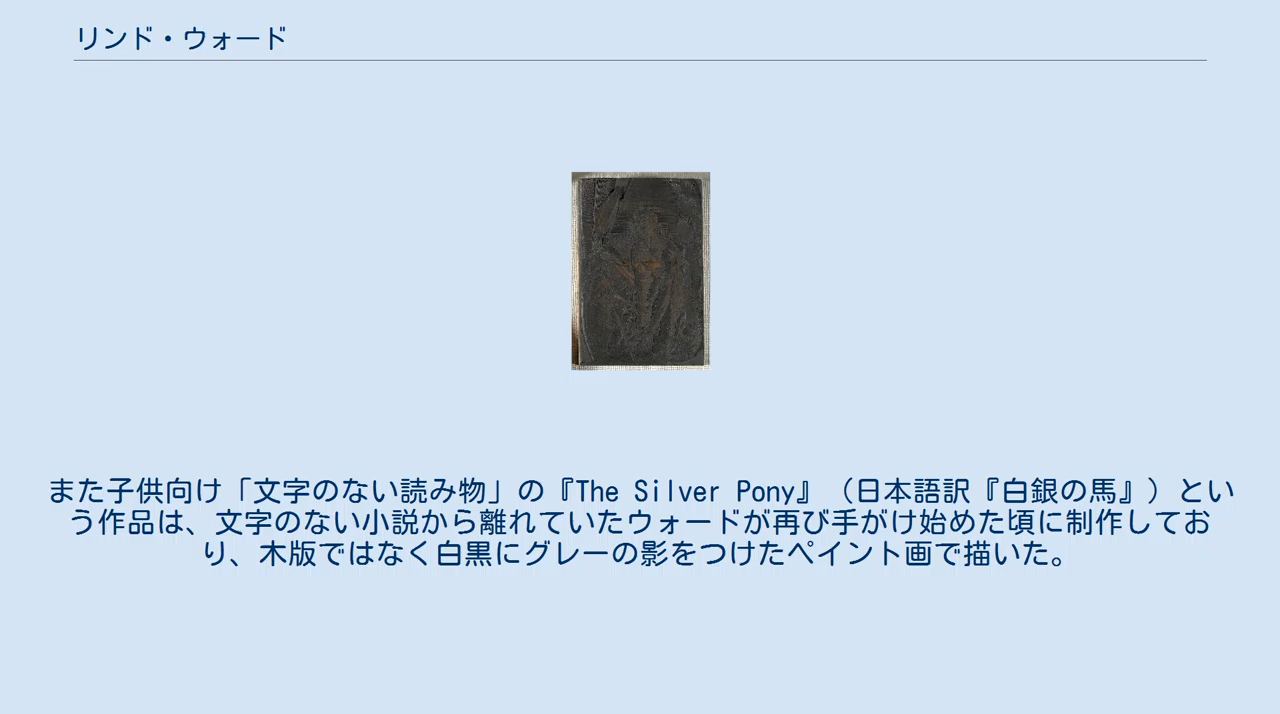 リンド・ウォード
また子供向け「文字のない読み物」の『The Silver Pony』（日本語訳『白銀の馬』）とい
う作品は、文字のない小説から離れていたウォードが再び手がけ始めた頃に制作してお
り、木版ではなく白黒にグレーの影をつけたペイント画で描いた。